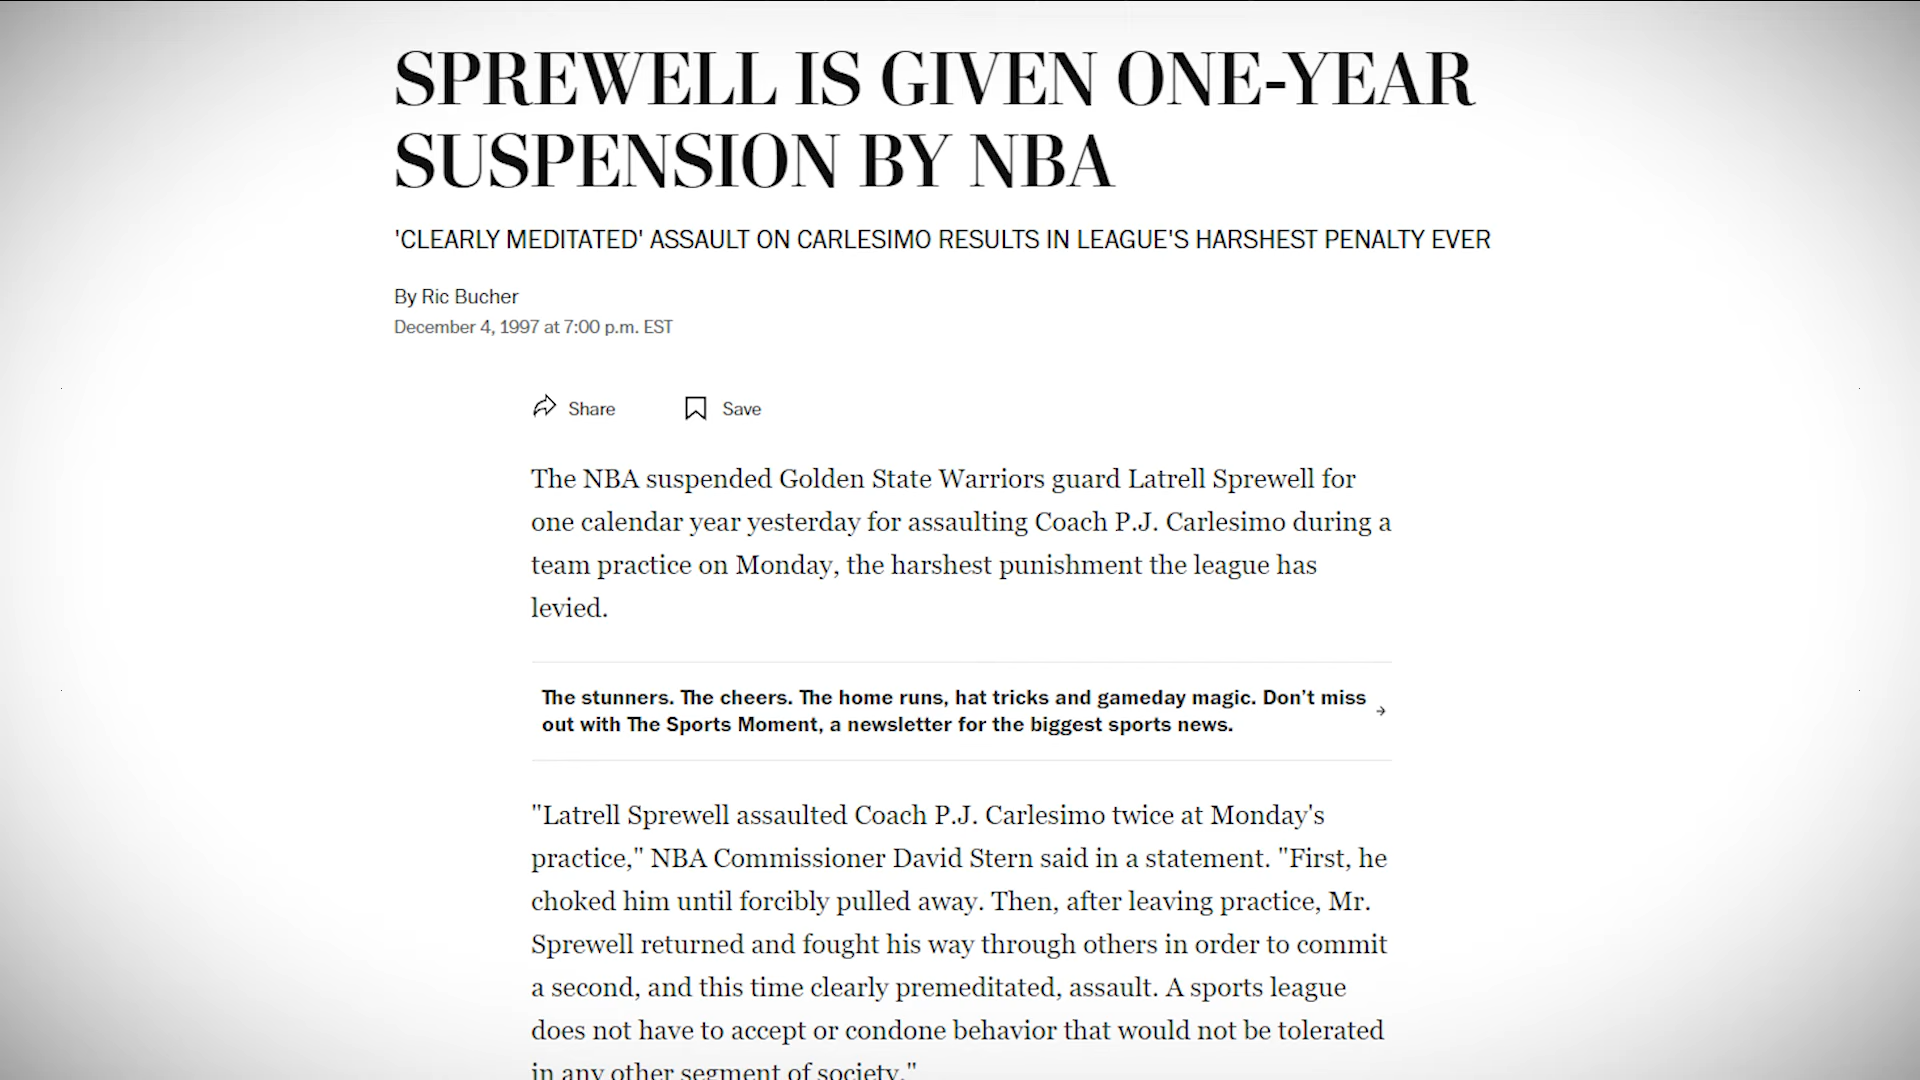 SPREWELL IS GIVEN ONE-YEAR
SUSPENSION BY NBA
'CLEARLY MEDITATED' ASSAULT ON CARLESIMO RESULTS IN LEAGUE'S HARSHEST PENALTY EVER
By Ric Bucher
December 4, 1997 at 7:00 p.m. EST
Share Save
The NBA suspended Golden State Warriors guard Latrell Sprewell for
one calendar year yesterday for assaulting Coach P.J. Carlesimo during a
team practice on Monday, the harshest punishment the league has
levied.
The stunners. The cheers. The home runs, hat tricks and gameday magic. Don’t miss
out with The Sports Moment, a newsletter for the biggest sports news.
"Latrell Sprewell assaulted Coach P.J. Carlesimo twice at Monday's
practice," NBA Commissioner David Stern said in a statement. "First, he
choked him until forcibly pulled away. Then, after leaving practice, Mr.
Sprewell returned and fought his way through others in order to commit
a second, and this time clearly premeditated, assault. A sports league
does not have to accept or condone behavior that would not be tolerated
in any other segment of society."